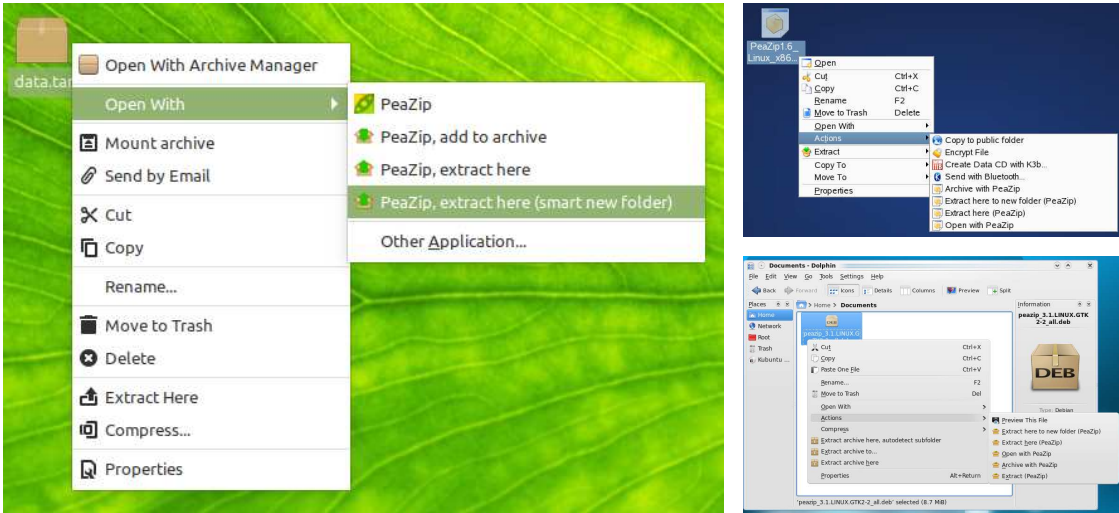 data.tar
Open With Archive Manager
Open With
Mount archive
Send by Email
Cut
Copy
Rename...
Move to Trash
Delete
Extract Here
Compress...
Properties
PeaZip
PeaZip, add to archive
PeaZip, extract here
PeaZip, extract here (smart new folder)
Other Application...
PeaZip1.6_
Linux_x86...
Open
Cut Ctrl+X
Copy Ctrl+C
Rename F2
Move to Trash Delete
Open With
Actions
Extract
Copy To
Move To
Properties
Copy to public folder
Encrypt File
Create Data CD with K3b...
Send with Bluetooth...
Archive with PeaZip
Extract here to new folder (PeaZip)
Extract here (PeaZip)
Open with PeaZip
Documents - Dolphin
File Edit View Go Tools Settings Help
Back Forward Icons Details Columns Preview Split
Places
Home
Network
Root
Trash
Kubuntu ...
Home > Documents
DEB
peazip_3.1.LINUX.G
Cut Ctrl+X
Copy Ctrl+C
Paste One File Ctrl+V
Rename... F2
Move to Trash Del
Open With
Actions
Compress
Extract archive here, autodetect subfolder
Extract archive to...
Extract archive here
Properties Alt+Return
Preview This File
Extract here to new folder (PeaZip)
Extract here (PeaZip)
Open with PeaZip
Archive with PeaZip
Extract (PeaZip)
Information
peazip_3.1.LINUX.GTK
2-2_all.deb
DEB
Type: Debian
'peazip_3.1.LINUX.GTK2-2_all.deb' selected (8.7 MiB)